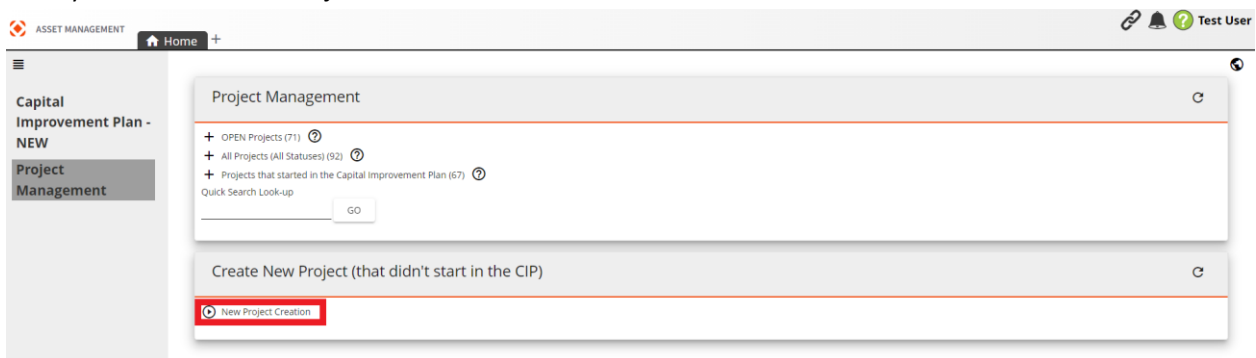 ASSET MANAGEMENT
Home +
Test User
Capital
Improvement Plan -
NEW
Project
Management
Project Management
OPEN Projects (71)
All Projects (All Statuses) (92)
Projects that started in the Capital Improvement Plan (67)
Quick Search Look-up
GO
Create New Project (that didn't start in the CIP)
New Project Creation